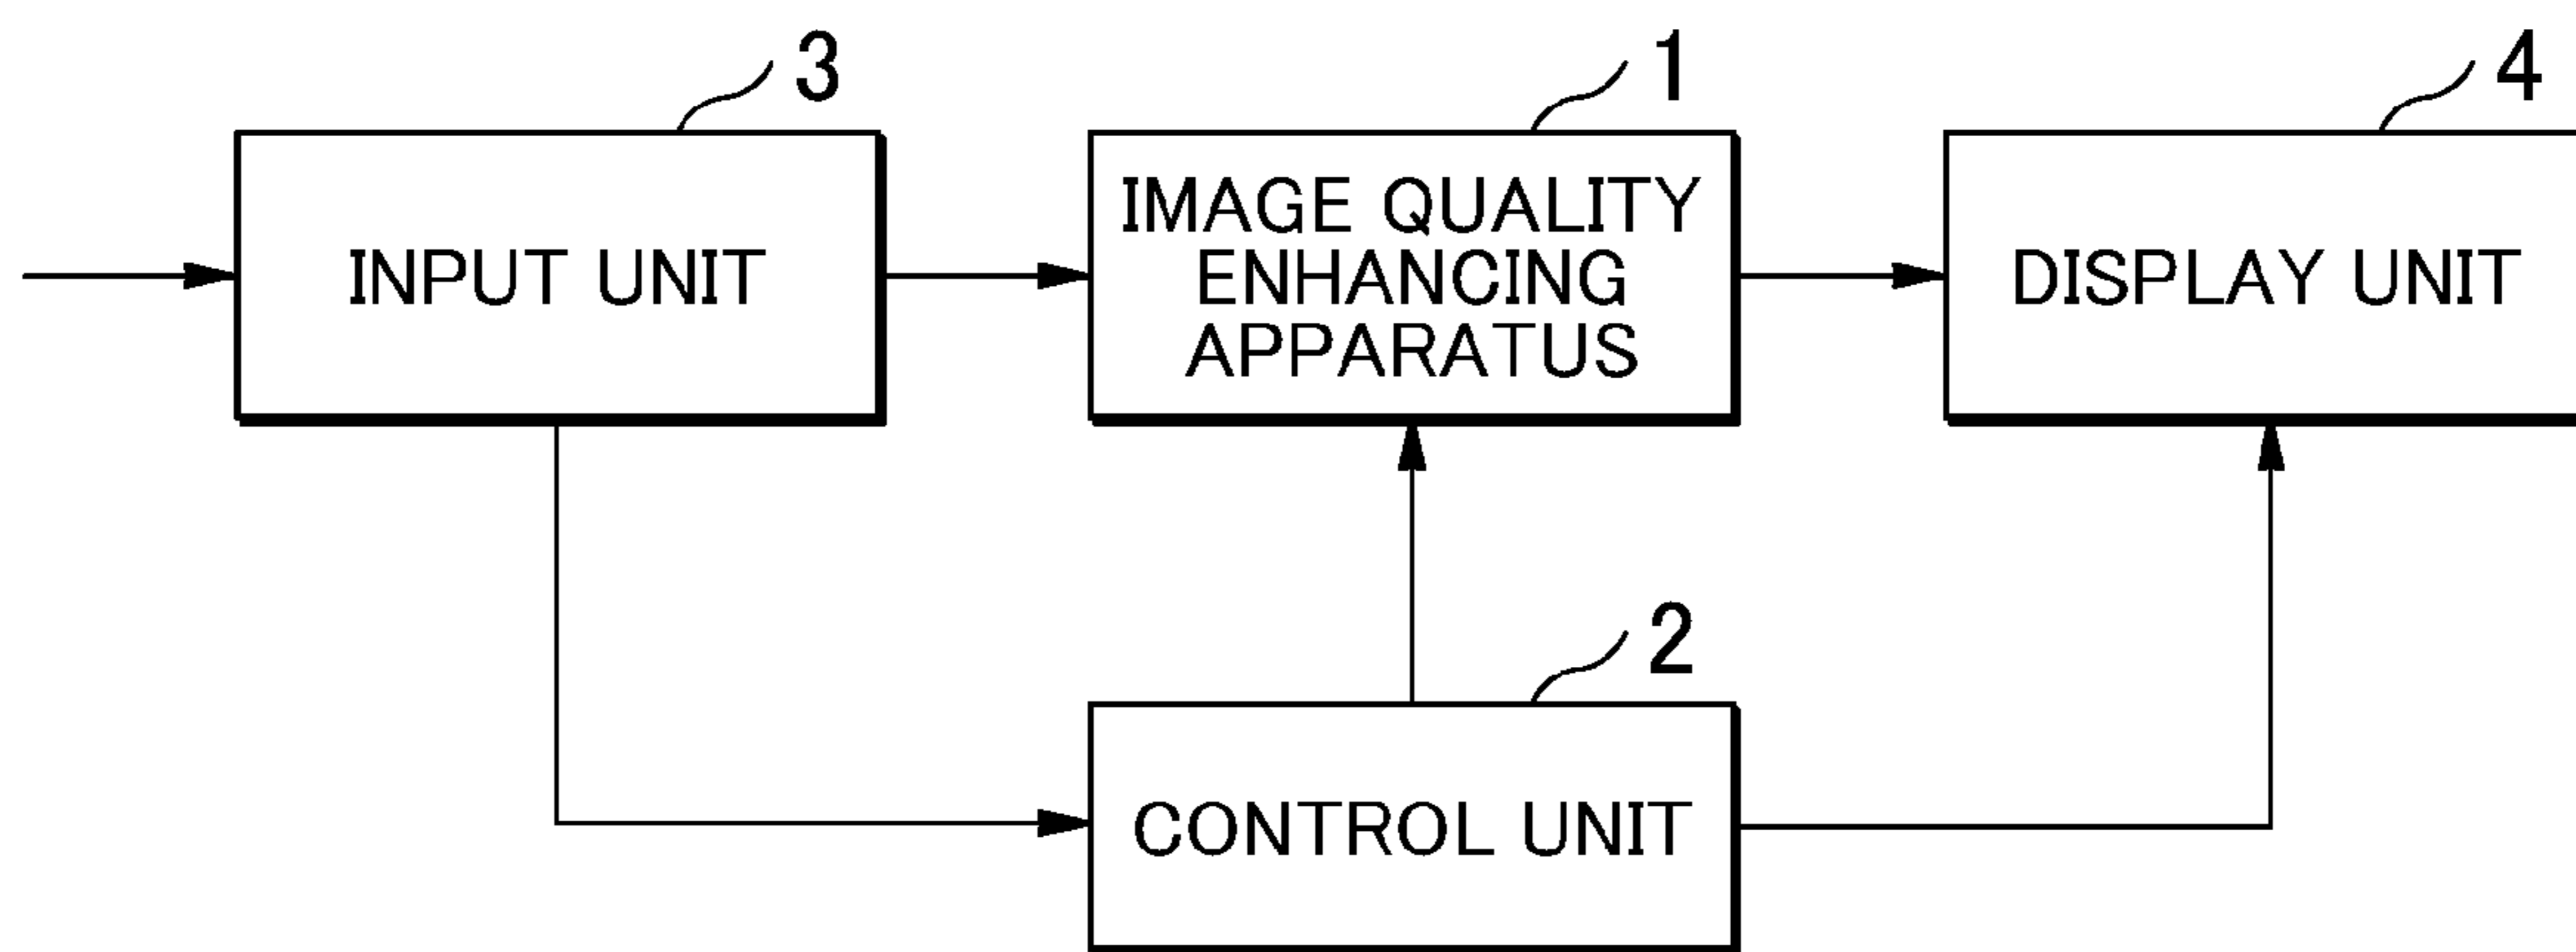 3
INPUT UNIT
1
IMAGE QUALITY
ENHANCING
APPARATUS
4
DISPLAY UNIT
2
CONTROL UNIT